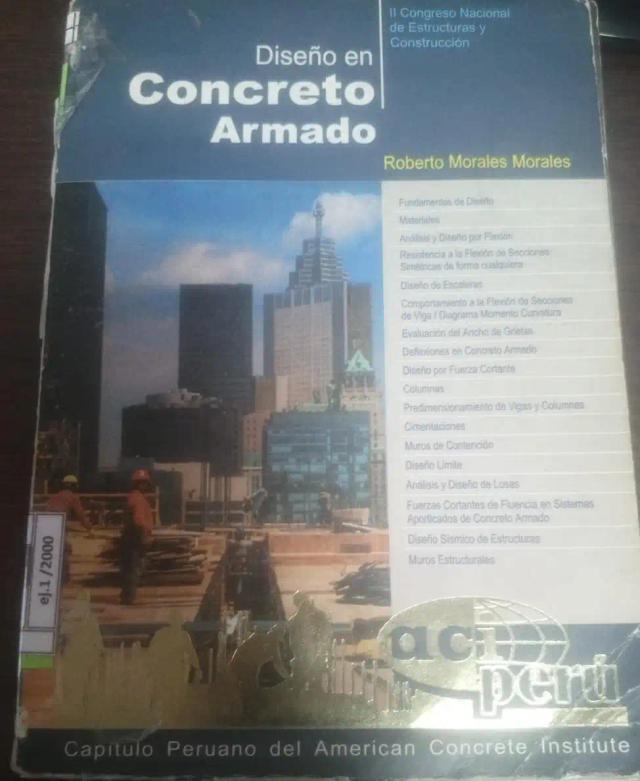 II Congreso Nacional
de Estructuras y
Construcción
Diseño en
Concreto
Armado
Roberto Morales Morales
Fundamentos de Diseño
Materiales
Análisis y Diseño por Flexión
Resistencia a la Flexión de Secciones
Simétricas de forma cualquiera
Diseño de Escaleras
Comportamiento a la Flexión de Secciones
de Viga / Diagrama Momento Curvatura
Evaluación del Ancho de Grietas
Deflexiones en Concreto Armado
Diseño por Fuerza Cortante
Columnas
Predimensionamiento de Vigas y Columnas
Cimentaciones
Muros de Contención
Diseño Límite
Análisis y Diseño de Losas
Fuerzas Cortantes de Fluencia en Sistemas
Aporticados de Concreto Armado
Diseño Sísmico de Estructuras
Muros Estructurales
ej.1 /2000
aci
perú
Capítulo Peruano del American Concrete Institute